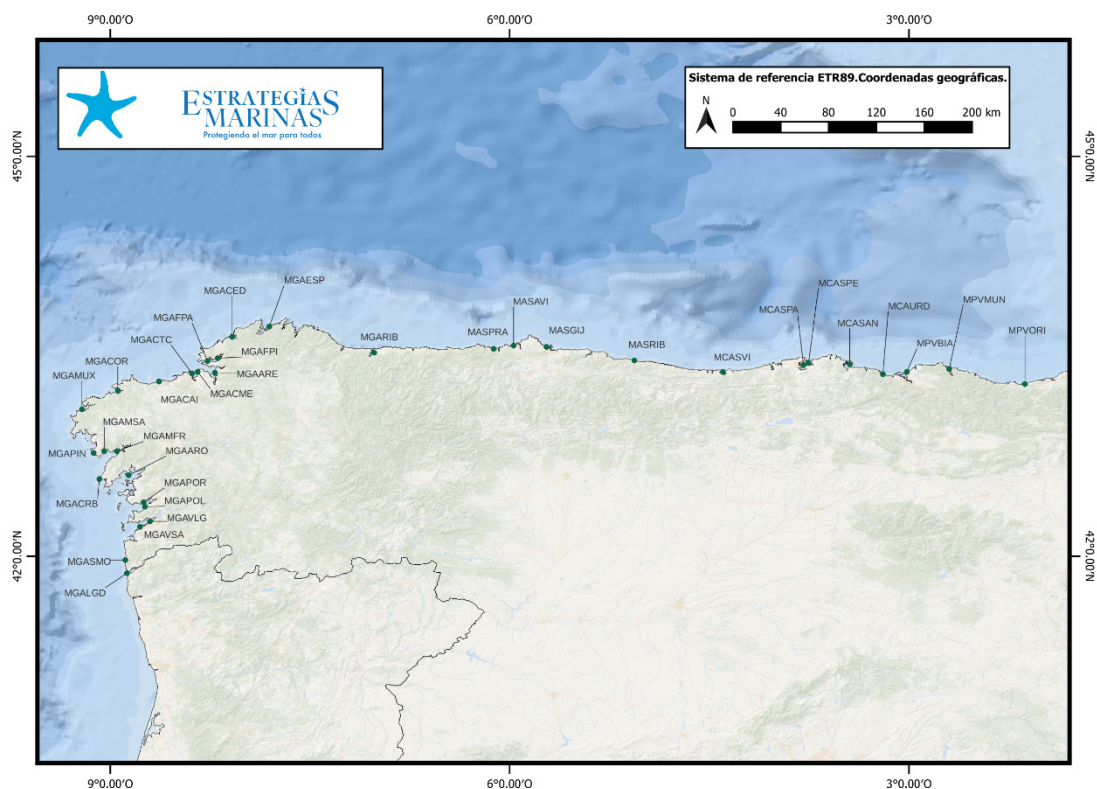 9°0.00′O
6°0.00′O
3°0.00′O
ESTRATEGIAS
MARINAS
Protegiendo el mar para todos
Sistema de referencia ETR89.Coordenadas geográficas.
N
0 40 80 120 160 200 km
45°0.00′N
45°0.00′N
MGAESP
MGACED
MGAFPA
MGACTC
MGACOR
MGAMUX
MGAFPI
MGAARE
MGACME
MGACAI
MGARIB
MASPRA
MASAVI
MASGIJ
MASRIB
MCASVI
MCASPA
MCASPE
MCASAN
MCAURD
MPVBIA
MPVMUN
MPVORI
MGAMSA
MGAMFR
MGAPIN
MGAARO
MGACRB
MGAPOR
MGAPOL
MGAVLG
MGAVSA
MGASMO
MGALGD
42°0.00′N
42°0.00′N
9°0.00′O
6°0.00′O
3°0.00′O